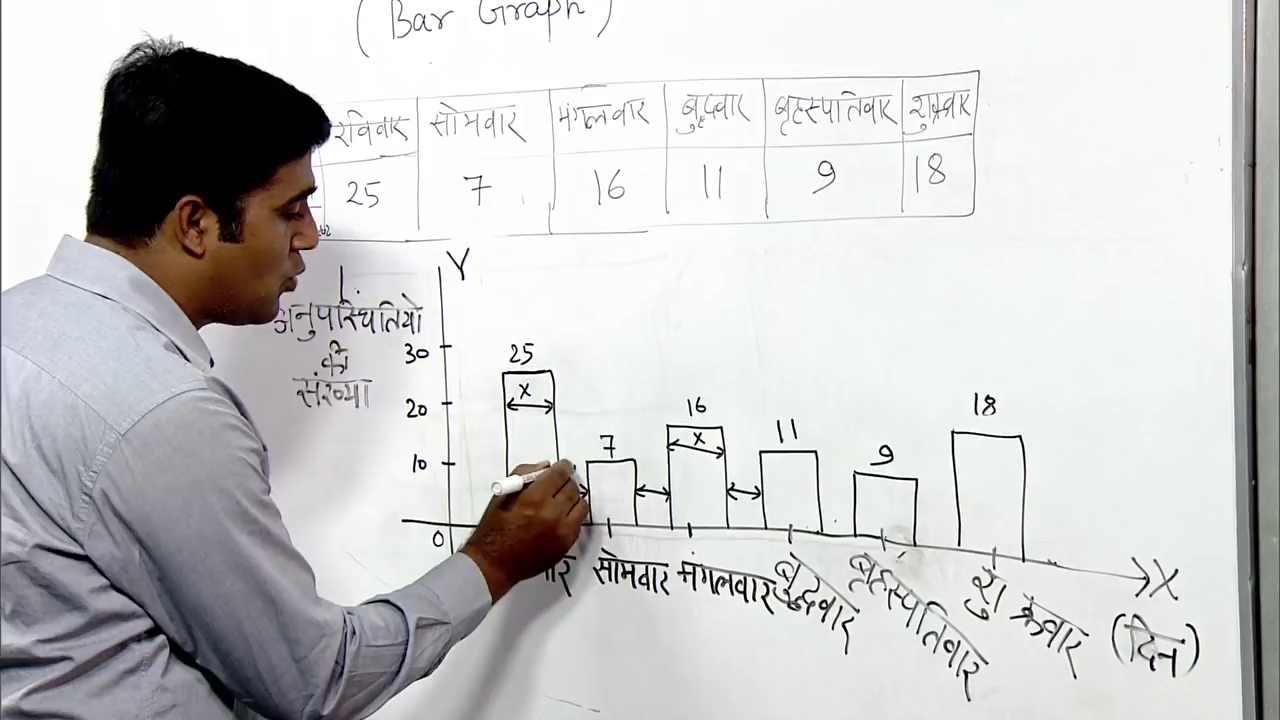 (Bar Graph)
रविवार सोमवार मंगलवार बुद्धवार बृहस्पतिवार शुक्रवार
25 7 16 11 9 18
Y
अनुपस्थितियो
की
संख्या
30
20
10
0
25
x
7
16
x
11
9
18
सोमवार मंगलवार बुद्धवार बृहस्पतिवार शुक्रवार
X
(दिन)